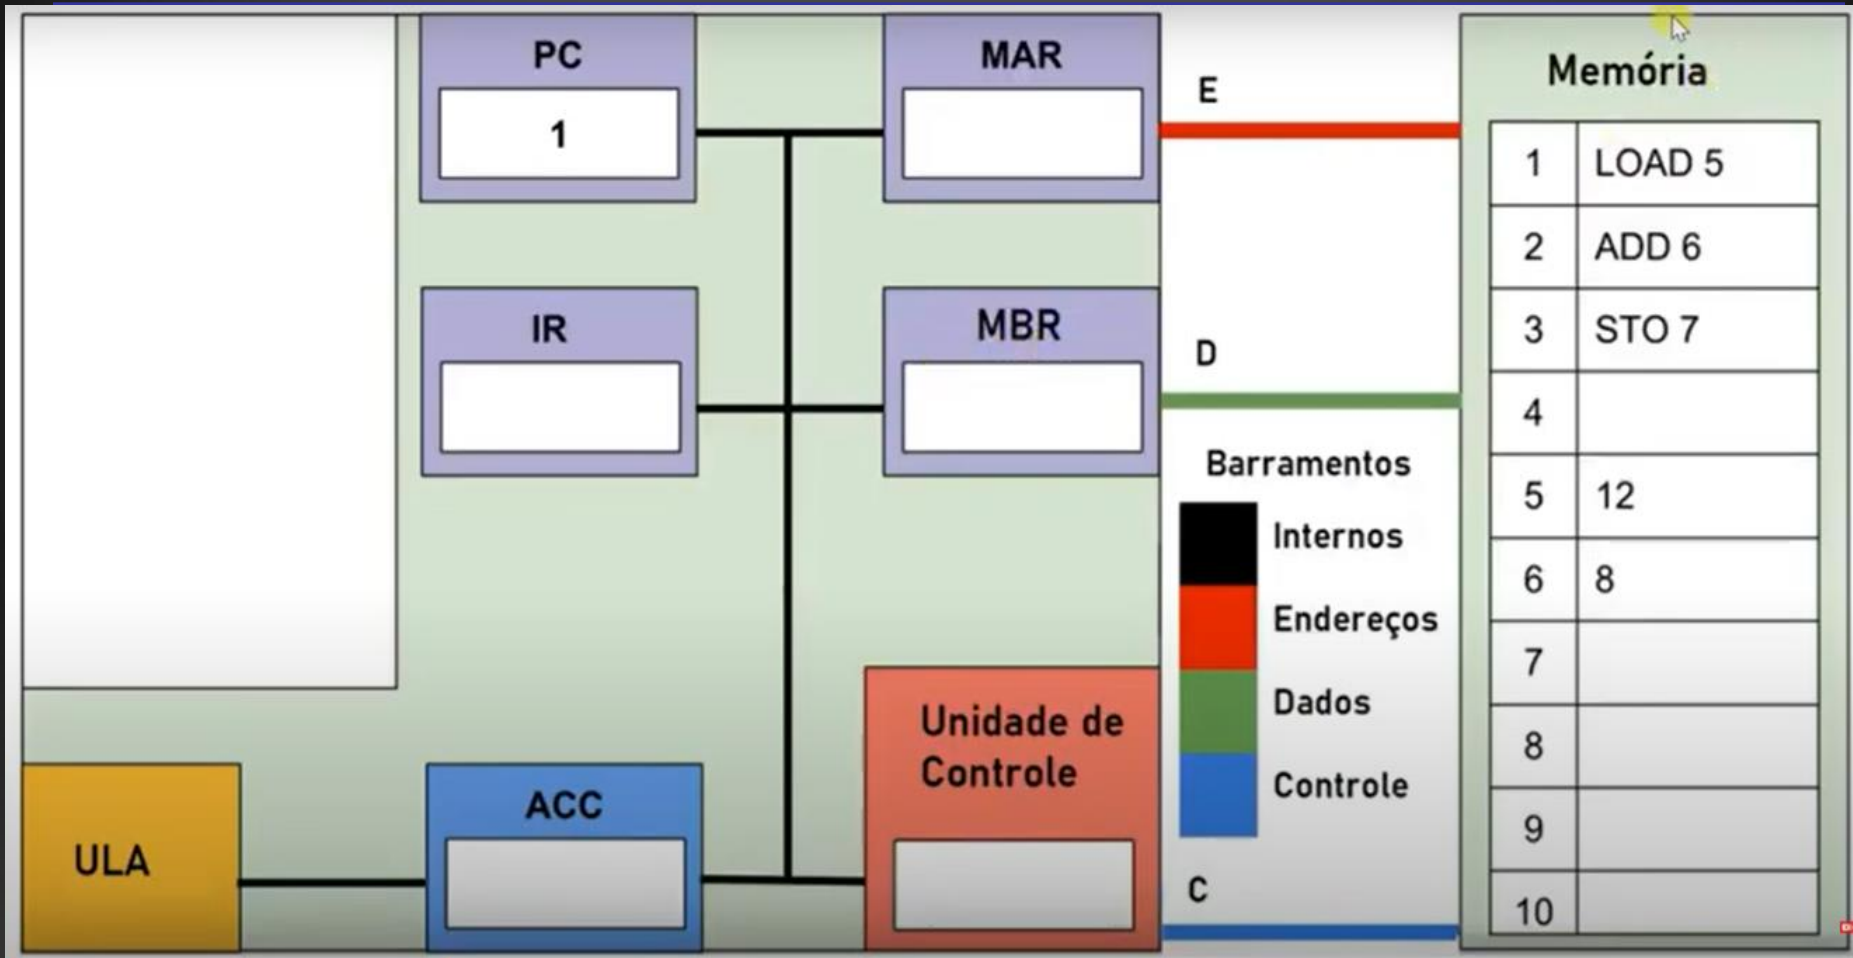 PC
1
MAR
IR
MBR
ULA
ACC
Unidade de
Controle
E
D
Barramentos
Internos
Endereços
Dados
Controle
C
Memória
1 LOAD 5
2 ADD 6
3 STO 7
4
5 12
6 8
7
8
9
10